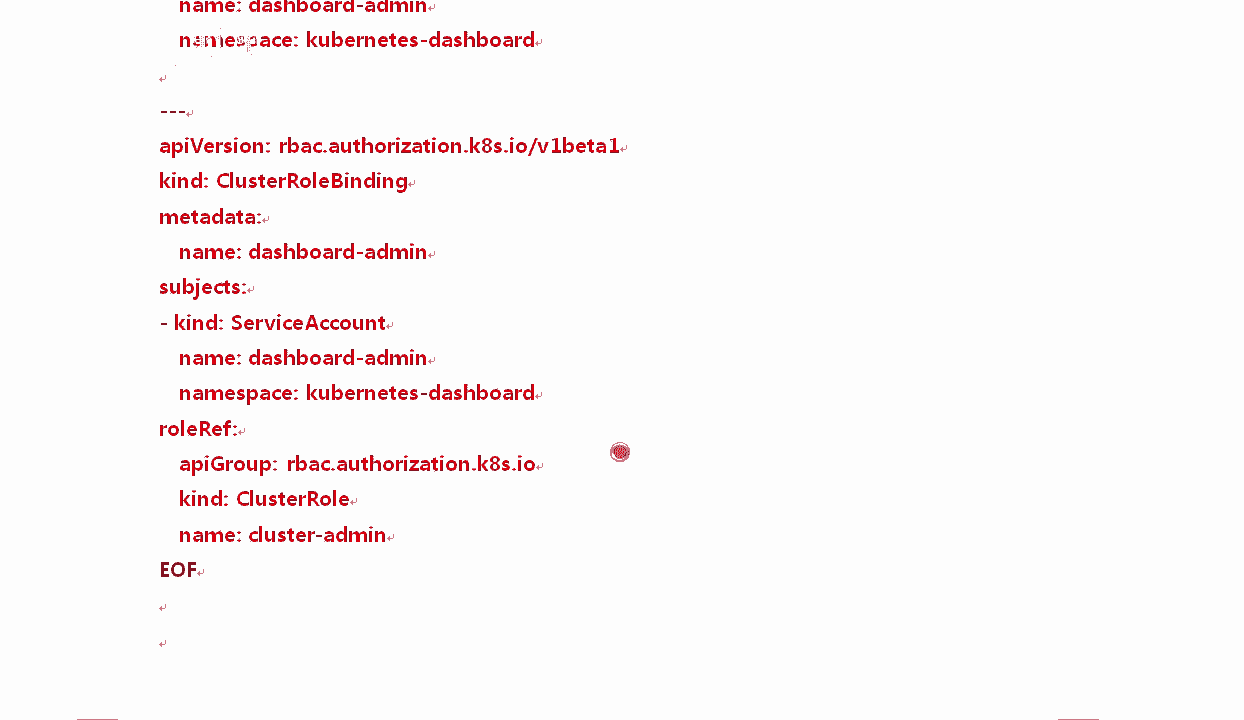 name: dashboard-admin
namespace: kubernetes-dashboard
---
apiVersion: rbac.authorization.k8s.io/v1beta1
kind: ClusterRoleBinding
metadata:
name: dashboard-admin
subjects:
- kind: ServiceAccount
name: dashboard-admin
namespace: kubernetes-dashboard
roleRef:
apiGroup: rbac.authorization.k8s.io
kind: ClusterRole
name: cluster-admin
EOF